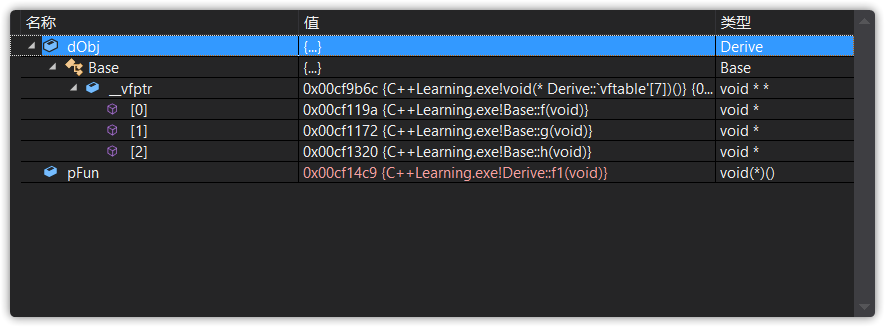 名称 值 类型
dObj {...} Derive
Base {...} Base
__vfptr 0x00cf9b6c {C++Learning.exe!void(* Derive::`vftable'[7])()} {0... void * *
[0] 0x00cf119a {C++Learning.exe!Base::f(void)} void *
[1] 0x00cf1172 {C++Learning.exe!Base::g(void)} void *
[2] 0x00cf1320 {C++Learning.exe!Base::h(void)} void *
pFun 0x00cf14c9 {C++Learning.exe!Derive::f1(void)} void(*)()